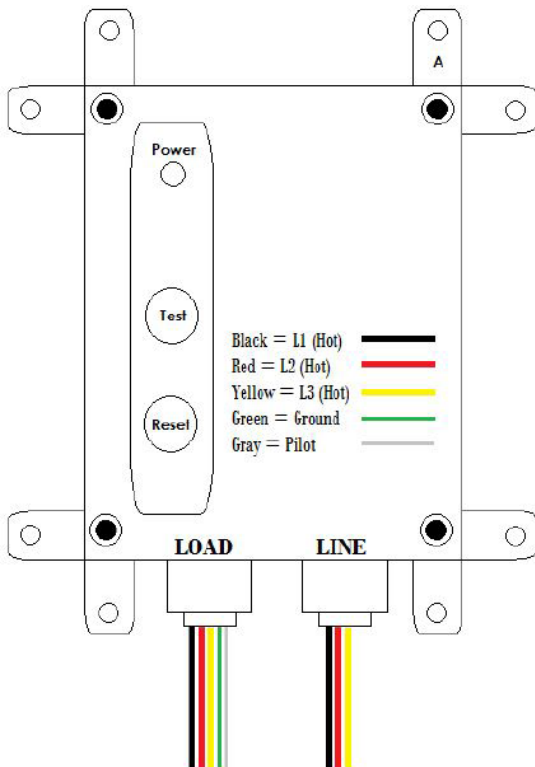 A
Power
Test
Reset
Black = L1 (Hot)
Red = L2 (Hot)
Yellow = L3 (Hot)
Green = Ground
Gray = Pilot
LOAD
LINE